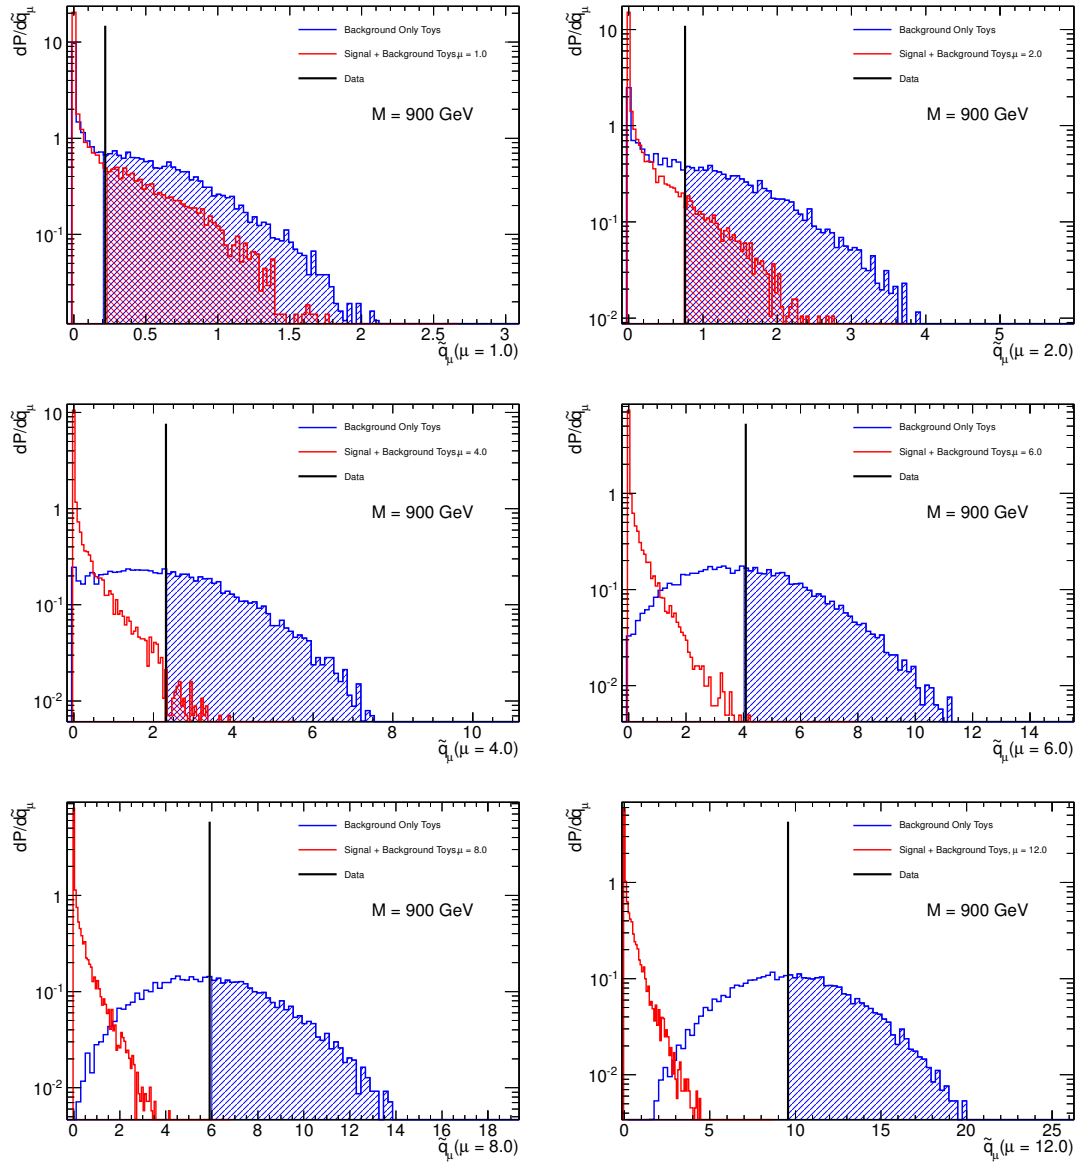 dP/dq̃μ
Background Only Toys
Signal + Background Toys,μ = 1.0
Data
M = 900 GeV
10
1
10⁻¹
0 0.5 1 1.5 2 2.5 3
q̃μ(μ = 1.0)
dP/dq̃μ
Background Only Toys
Signal + Background Toys,μ = 2.0
Data
M = 900 GeV
10
1
10⁻¹
10⁻²
0 1 2 3 4 5
q̃μ(μ = 2.0)
dP/dq̃μ
Background Only Toys
Signal + Background Toys,μ = 4.0
Data
M = 900 GeV
10
1
10⁻¹
10⁻²
0 2 4 6 8 10
q̃μ(μ = 4.0)
dP/dq̃μ
Background Only Toys
Signal + Background Toys,μ = 6.0
Data
M = 900 GeV
1
10⁻¹
10⁻²
0 2 4 6 8 10 12 14
q̃μ(μ = 6.0)
dP/dq̃μ
Background Only Toys
Signal + Background Toys,μ = 8.0
Data
M = 900 GeV
1
10⁻¹
10⁻²
0 2 4 6 8 10 12 14 16 18
q̃μ(μ = 8.0)
dP/dq̃μ
Background Only Toys
Signal + Background Toys, μ = 12.0
Data
M = 900 GeV
1
10⁻¹
10⁻²
0 5 10 15 20 25
q̃μ(μ = 12.0)